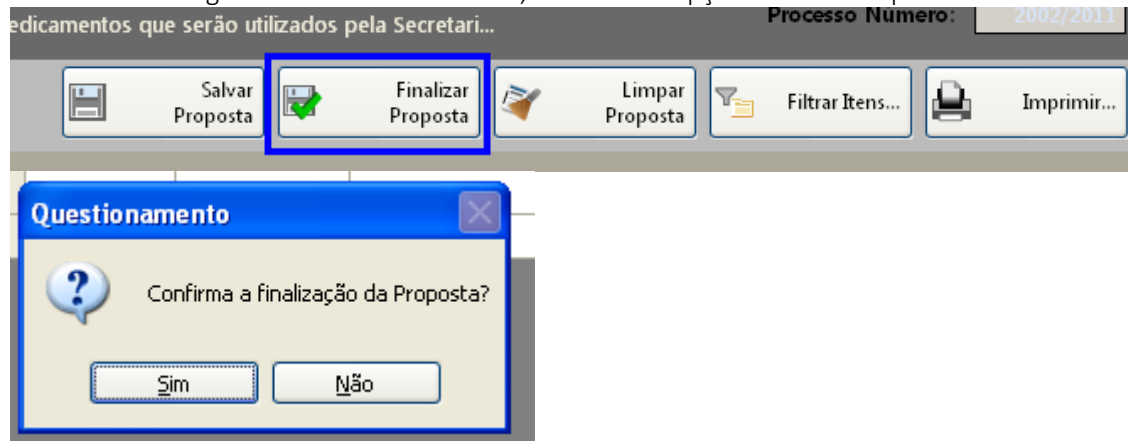 edicamentos que serão utilizados pela Secretari...
Processo Número: 2002/2011
Salvar
Proposta
Finalizar
Proposta
Limpar
Proposta
Filtrar Itens...
Imprimir...
Questionamento
Confirma a finalização da Proposta?
Sim
Não